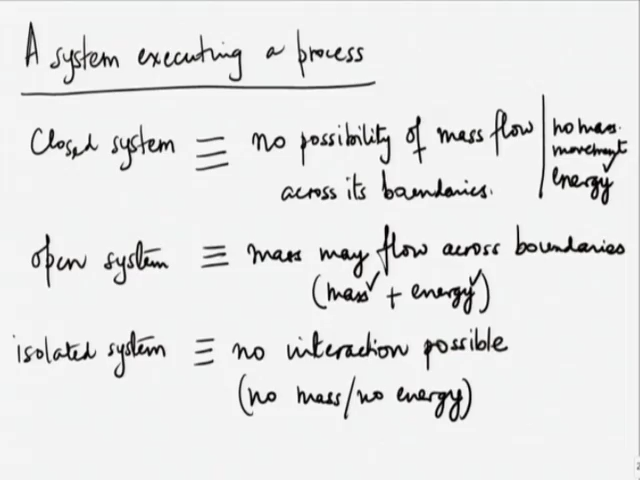 A system executing a process
Closed system ≡ no possibility of mass flow
across its boundaries.
no mass
movement
energy ✓
open system ≡ mass may flow across boundaries
(mass ✓ + energy ✓)
isolated system ≡ no interaction possible
(no mass/no energy)
2